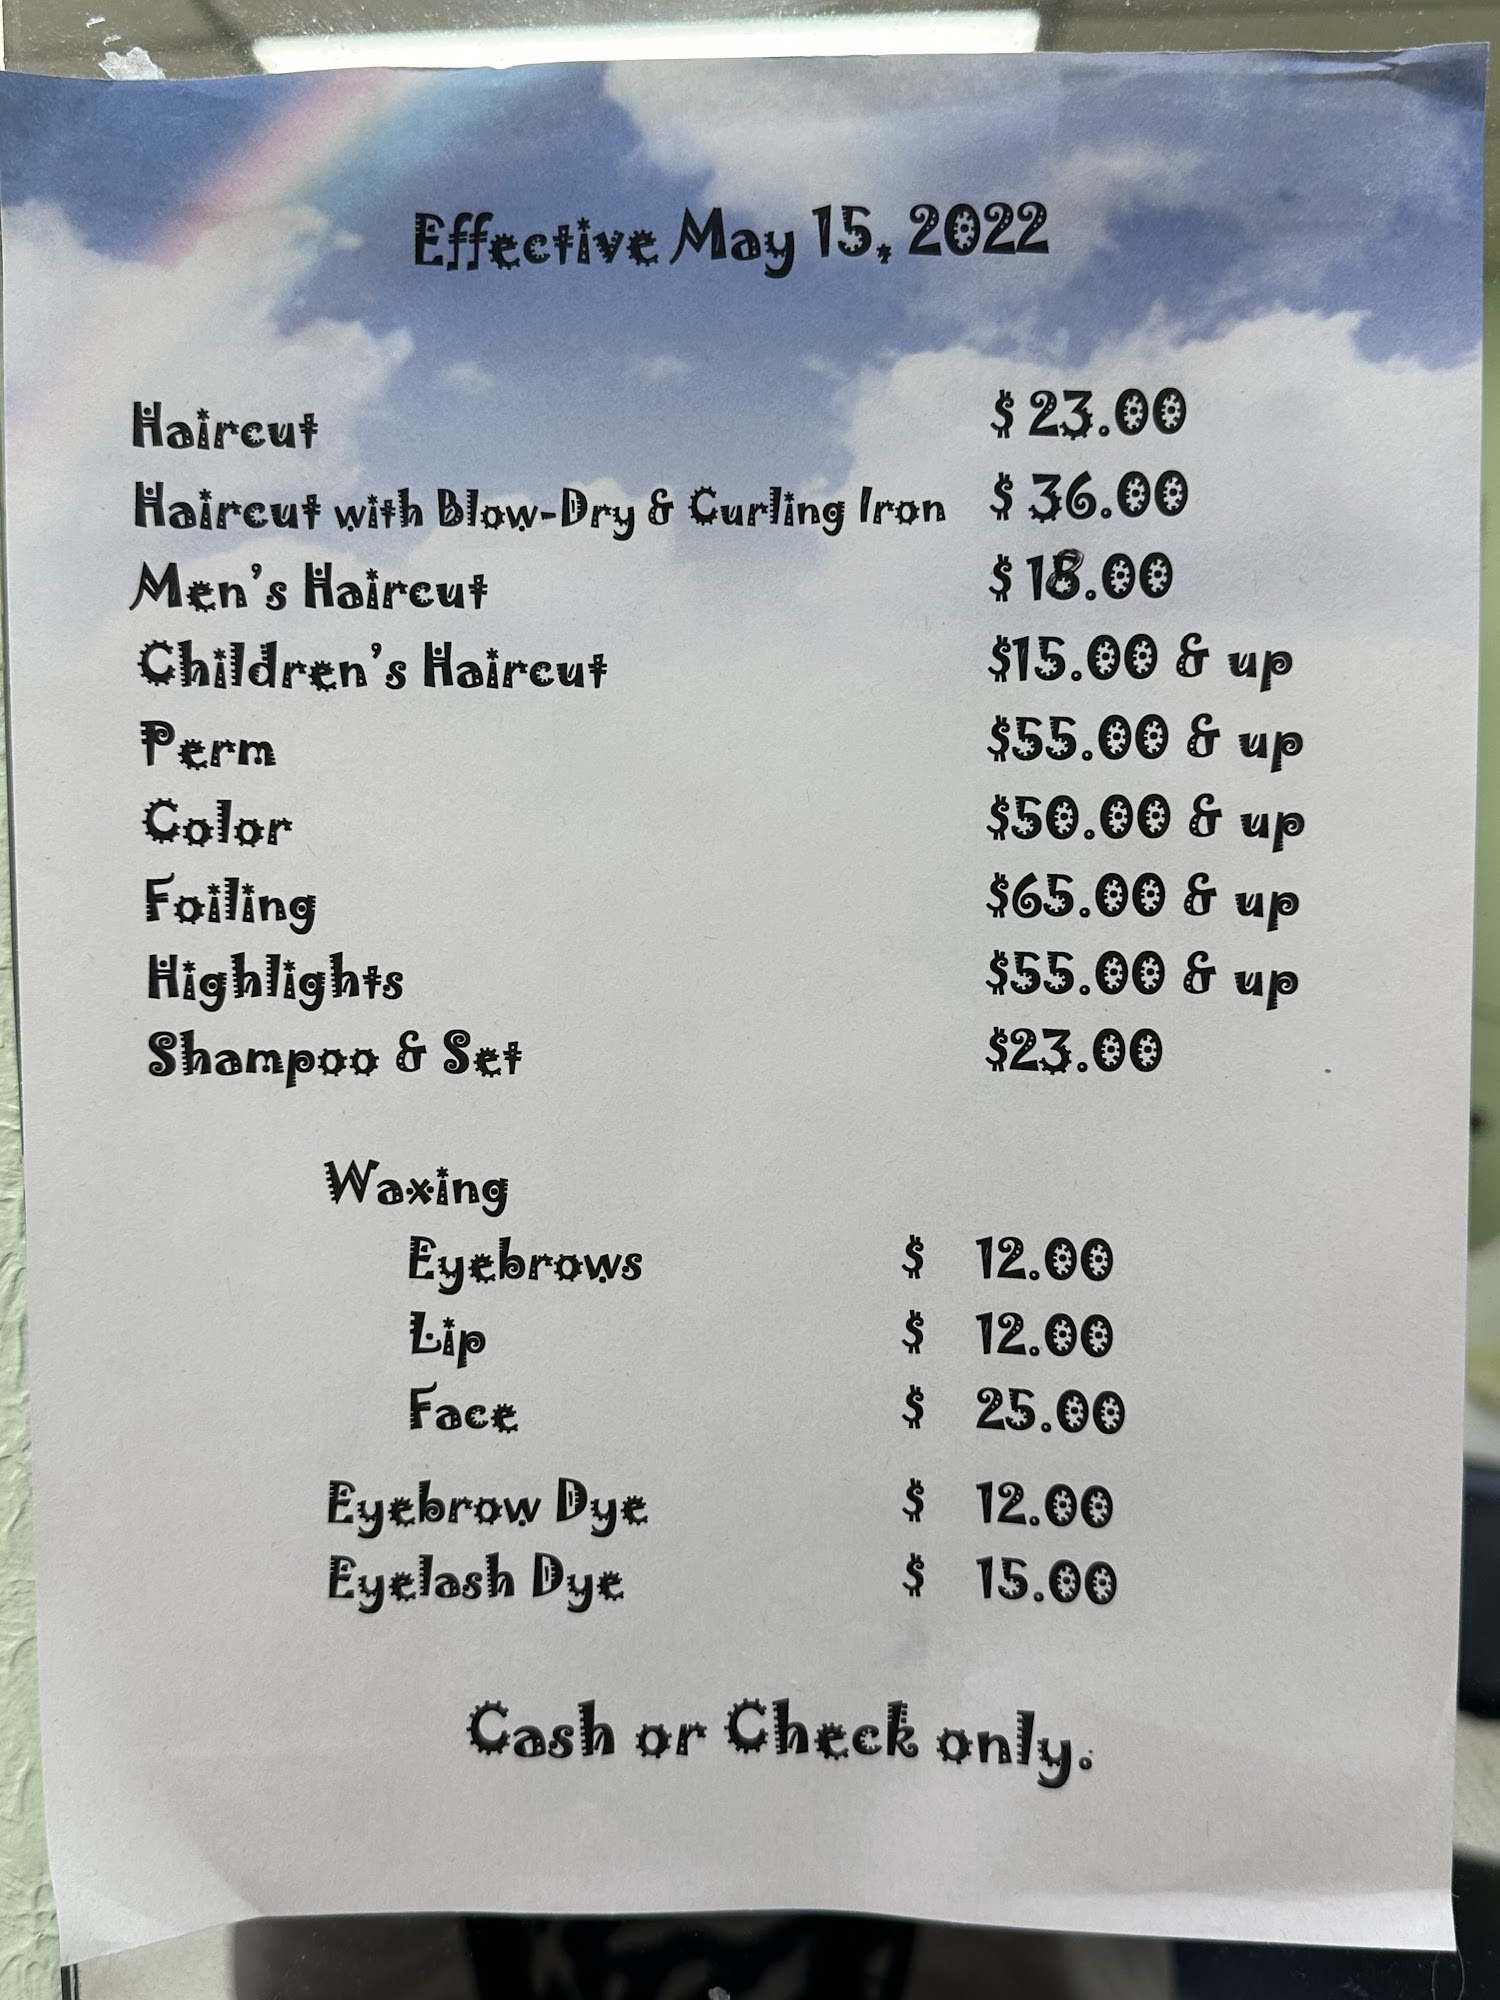 Effective May 15, 2022
Haircut $ 23.00
Haircut with Blow-Dry & Curling Iron $ 36.00
Men's Haircut $ 18.00
Children's Haircut $15.00 & up
Perm $55.00 & up
Color $50.00 & up
Foiling $65.00 & up
Highlights $55.00 & up
Shampoo & Set $23.00
Waxing
Eyebrows $ 12.00
Lip $ 12.00
Face $ 25.00
Eyebrow Dye $ 12.00
Eyelash Dye $ 15.00
Cash or Check only.